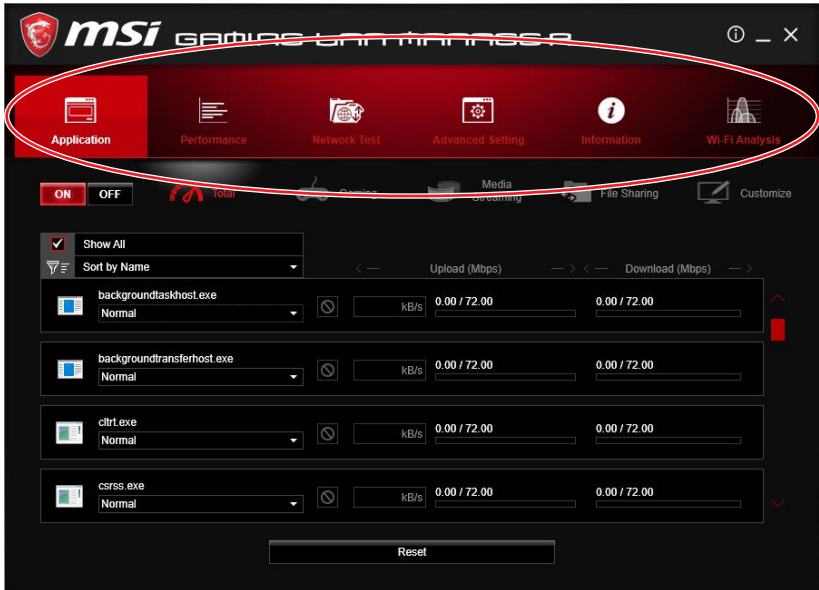 msi GAMING LAN MANAGER
Application Performance Network Test Advanced Setting Information Wi-Fi Analysis
ON OFF Total Gaming Media Streaming File Sharing Customize
Show All
Sort by Name Upload (Mbps) Download (Mbps)
backgroundtaskhost.exe
Normal kB/s 0.00 / 72.00 0.00 / 72.00
backgroundtransferhost.exe
Normal kB/s 0.00 / 72.00 0.00 / 72.00
cltrt.exe
Normal kB/s 0.00 / 72.00 0.00 / 72.00
csrss.exe
Normal kB/s 0.00 / 72.00 0.00 / 72.00
Reset